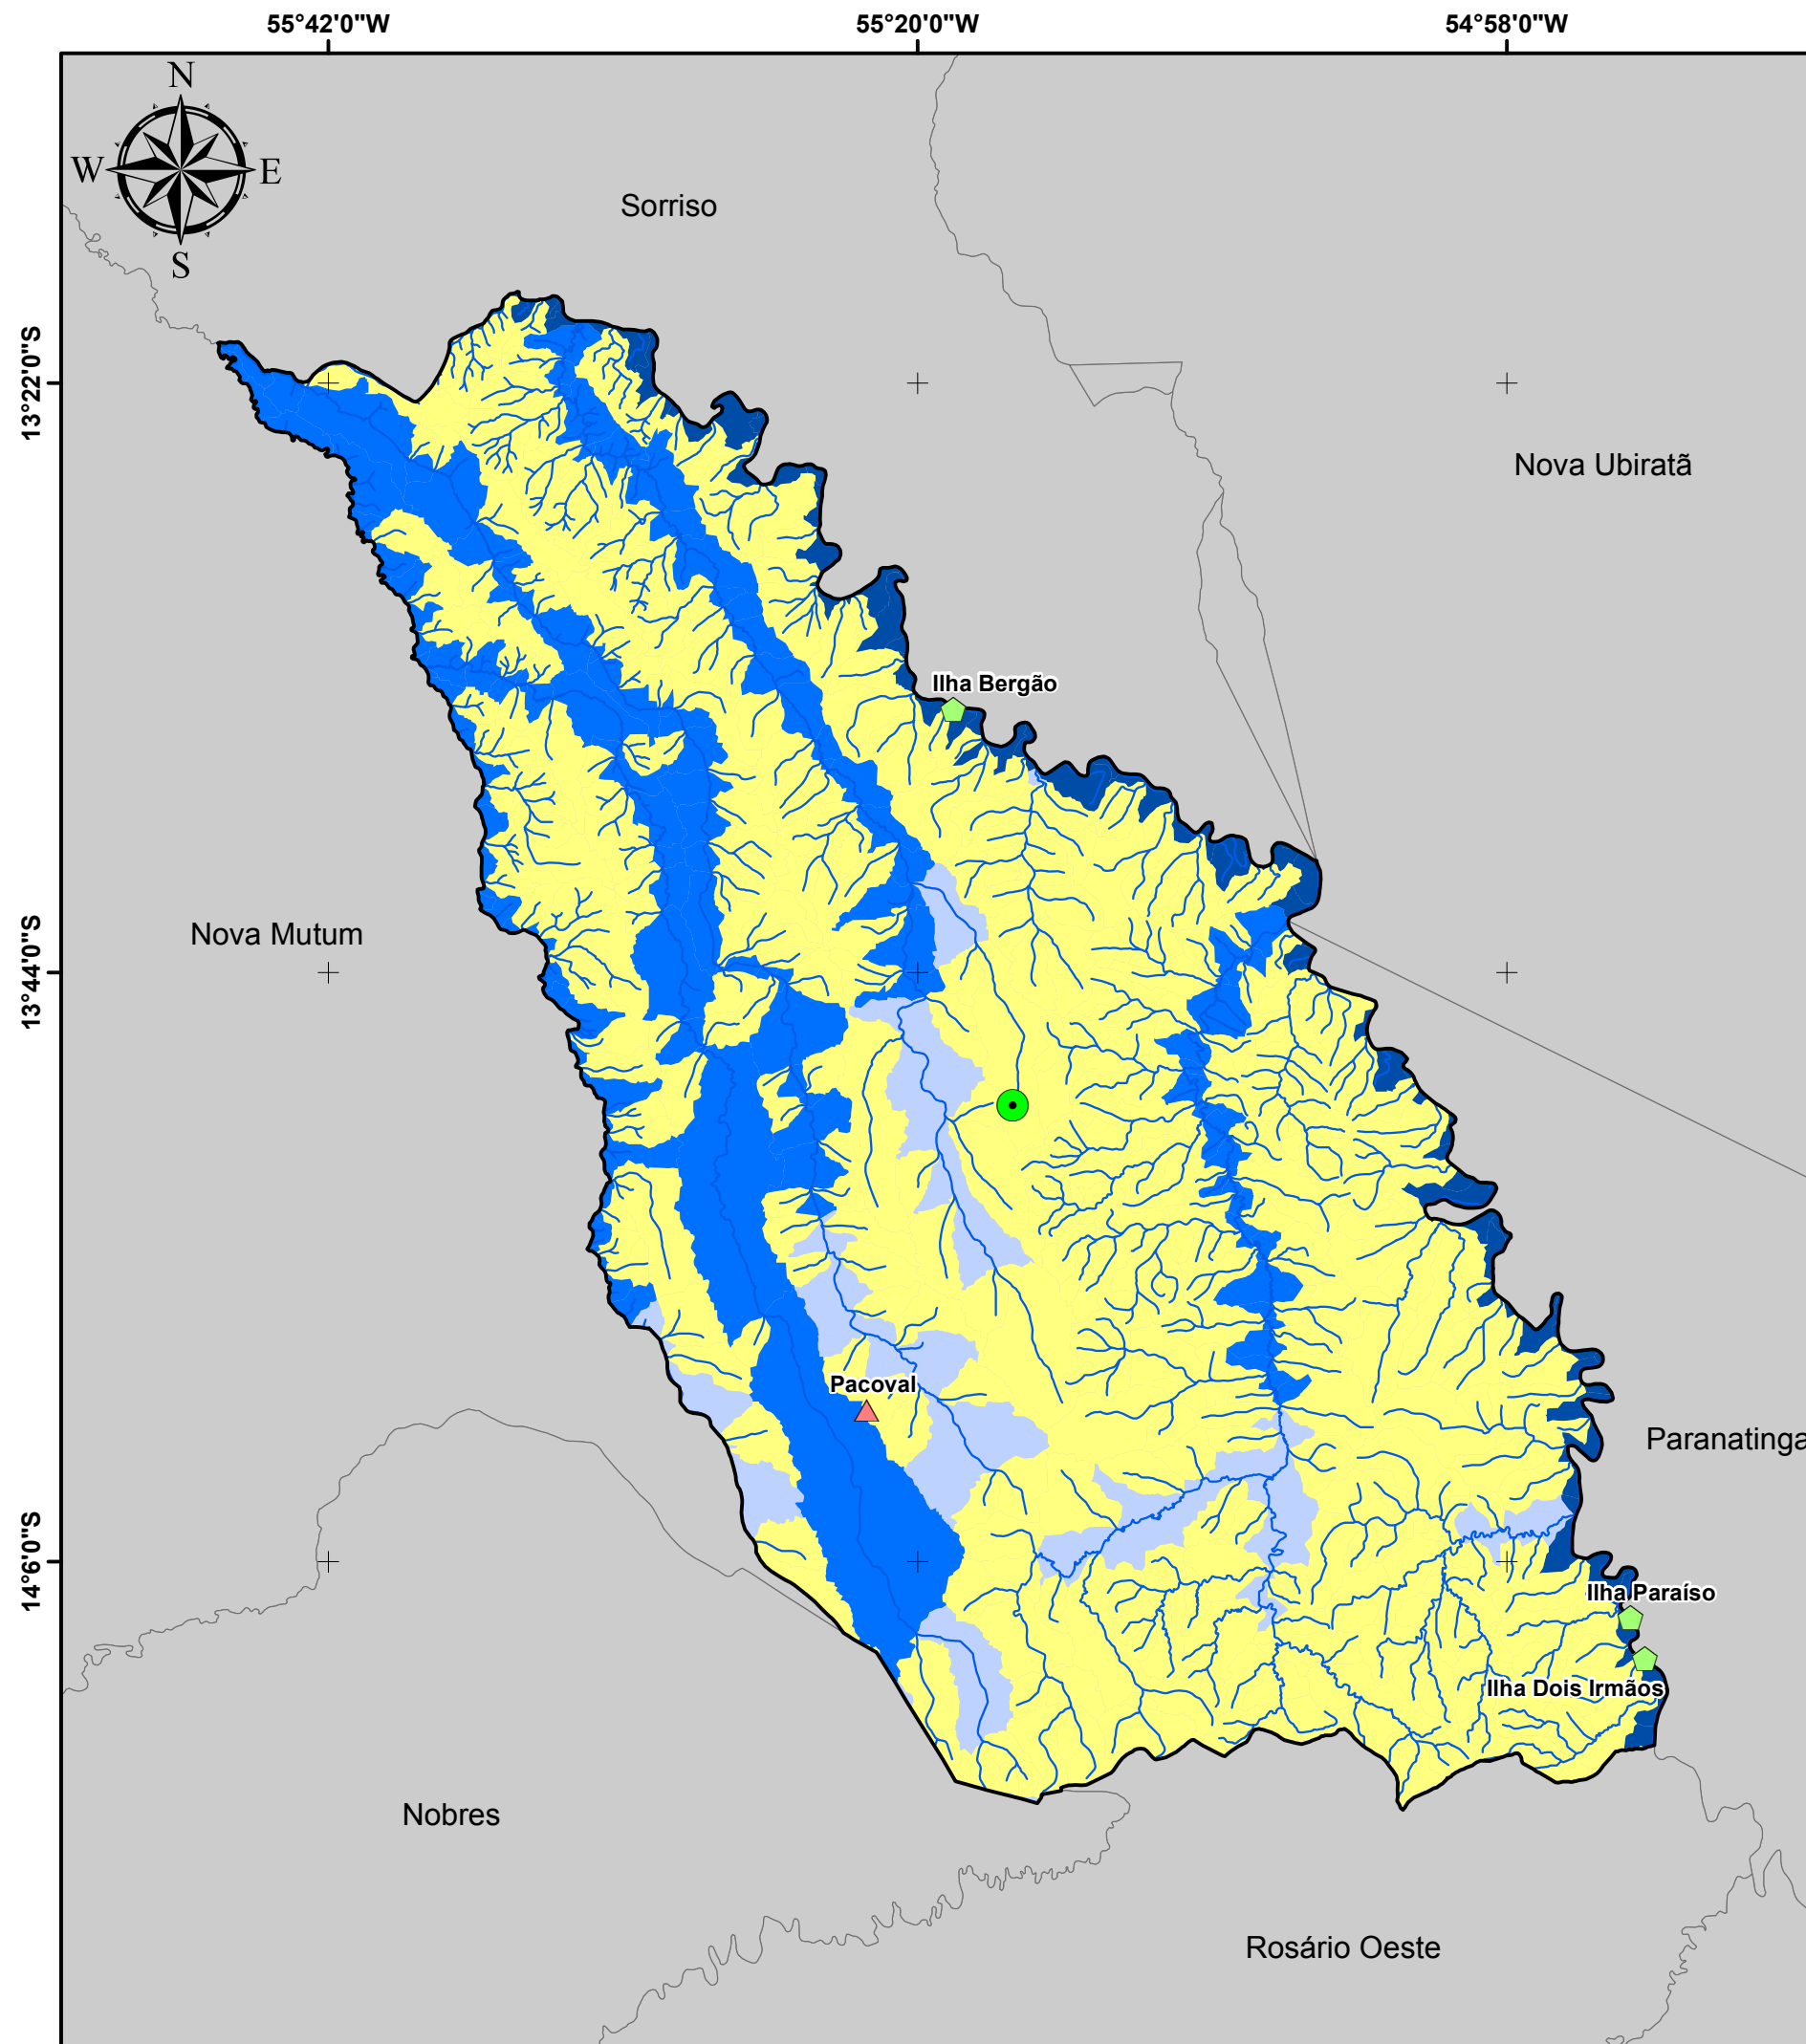 55°42'0"W
55°20'0"W
54°58'0"W
N
W
E
S
Sorriso
13°22'0"S
Nova Ubiratã
Ilha Bergão
Nova Mutum
13°44'0"S
Pacoval
Paranatinga
14°6'0"S
Ilha Paraíso
Ilha Dois Irmãos
Nobres
Rosário Oeste